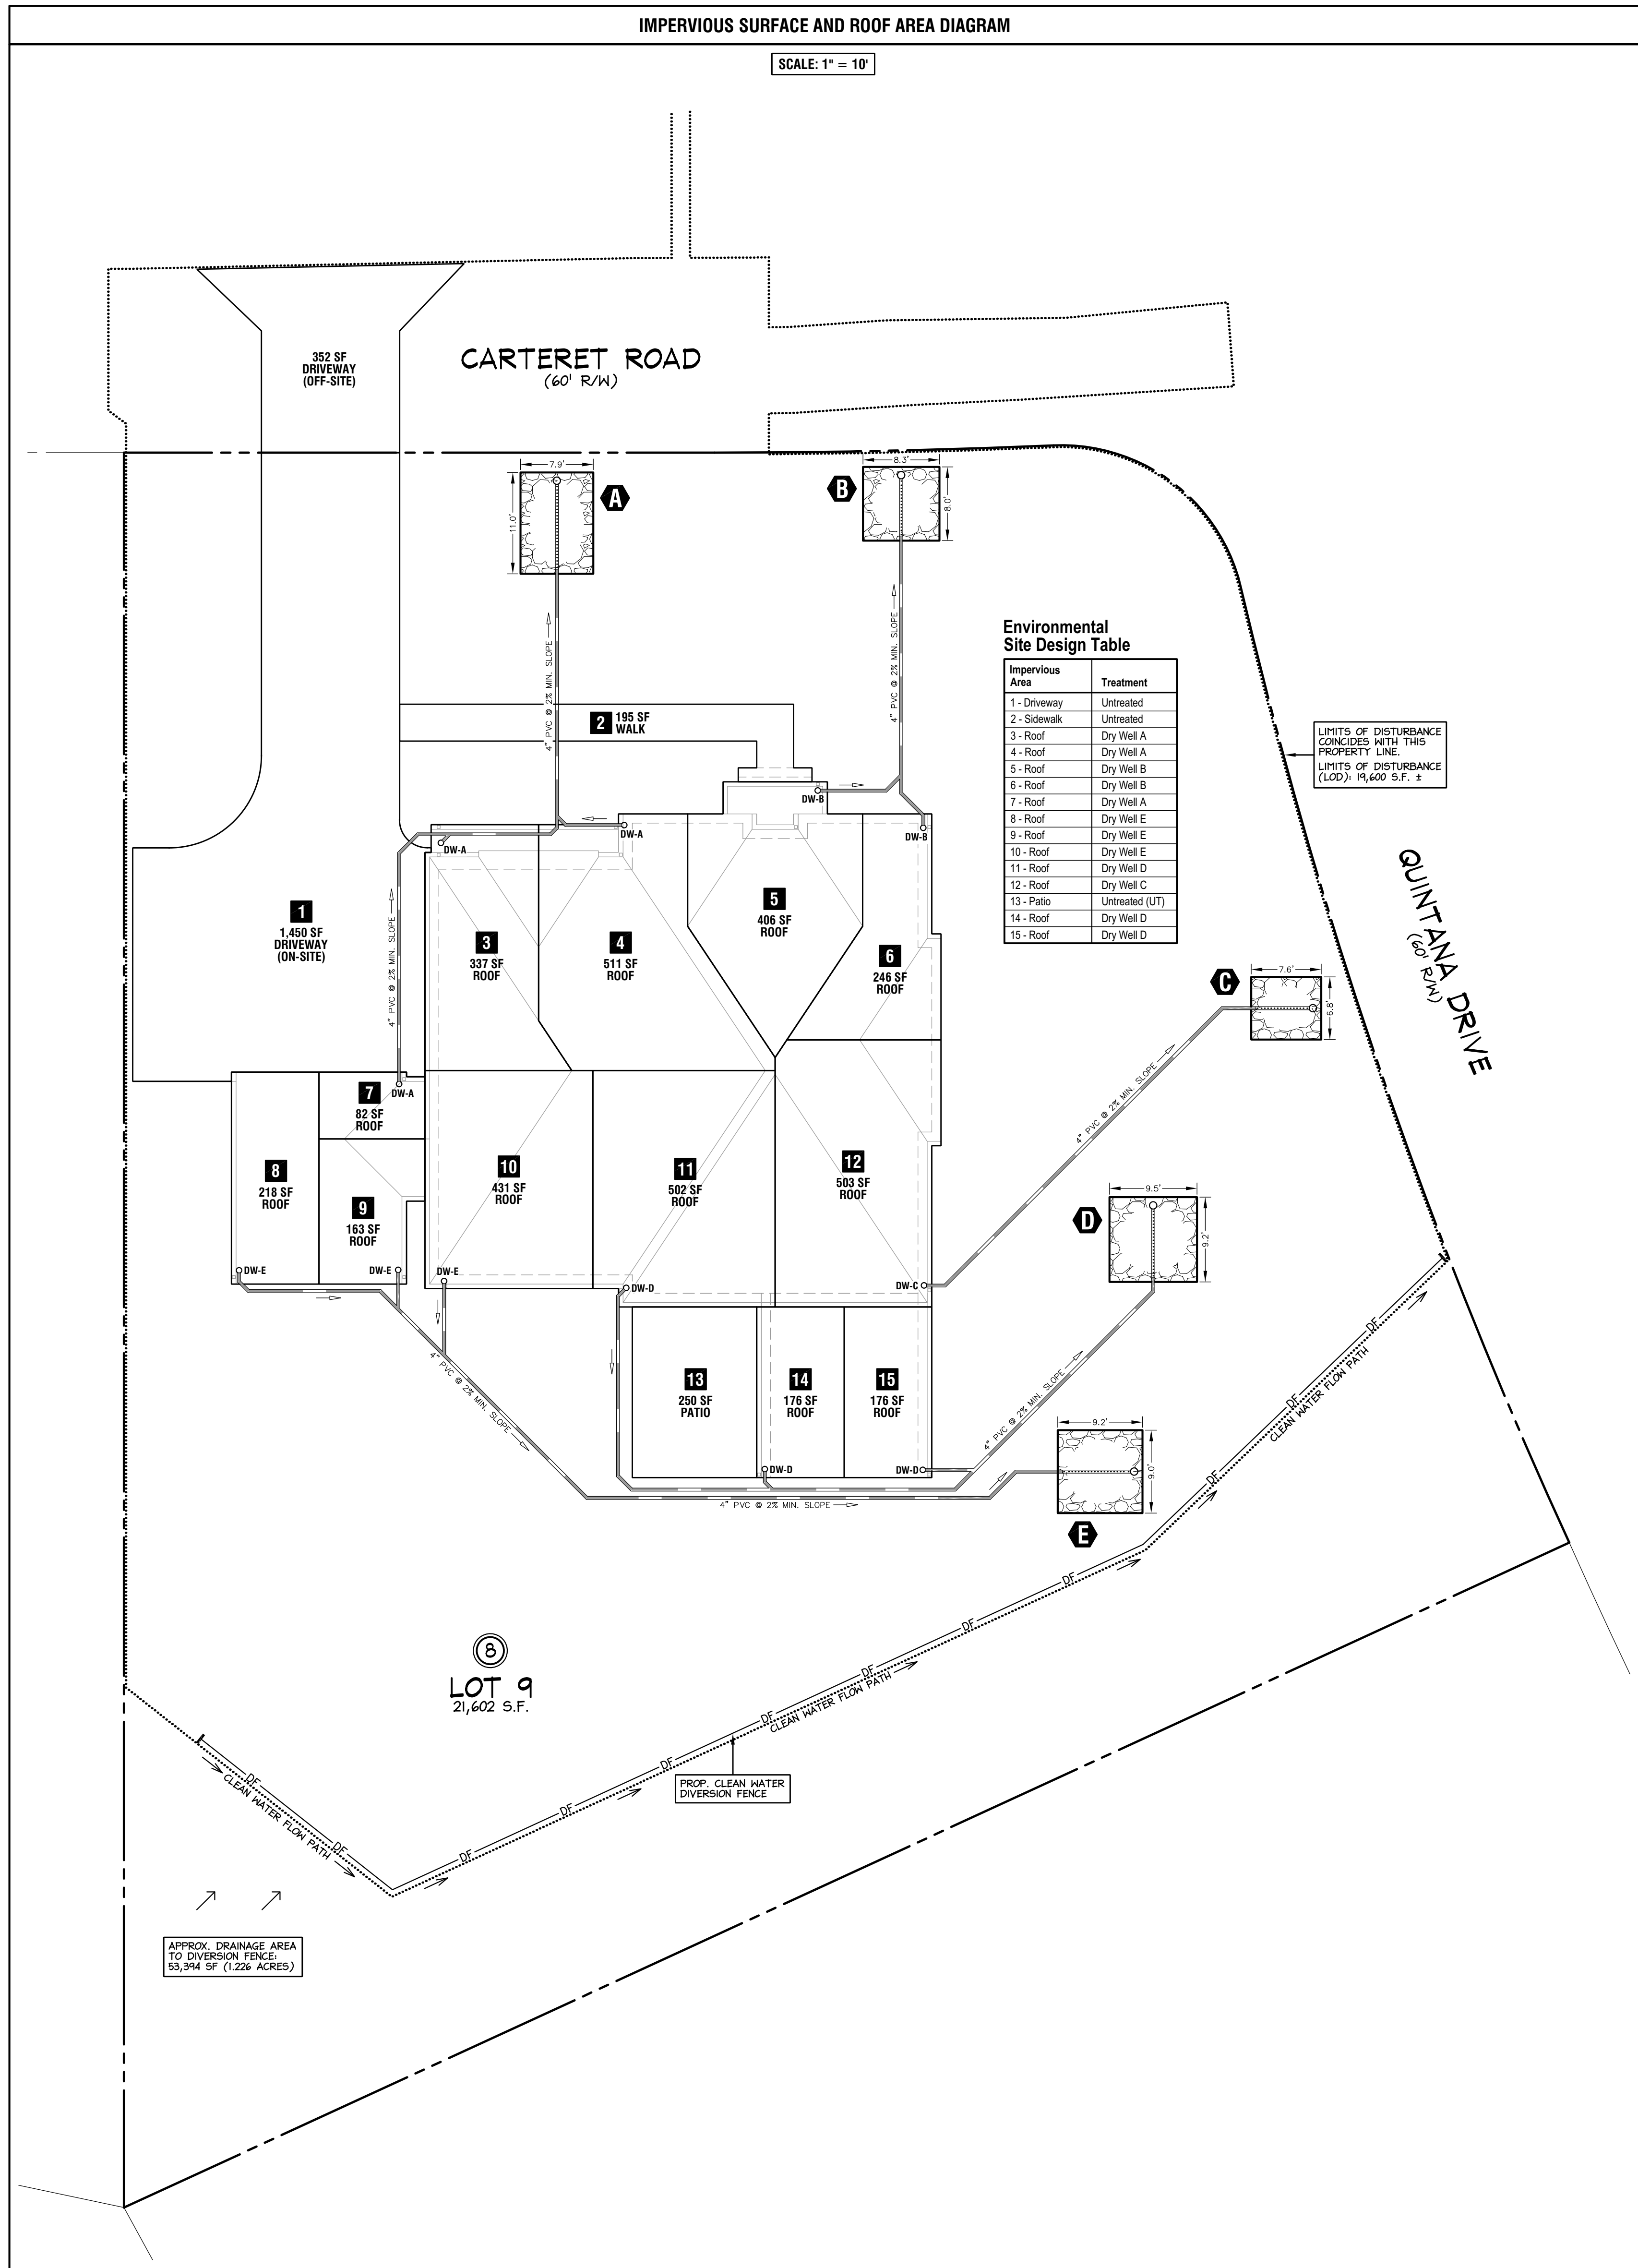 IMPERVIOUS SURFACE AND ROOF AREA DIAGRAM
SCALE: 1" = 10'
352 SF
DRIVEWAY
(OFF-SITE)
CARTERET ROAD
(60' R/W)
7.9'
11.0'
A
8.3'
8.0'
B
4" PVC @ 2% MIN. SLOPE
4" PVC @ 2% MIN. SLOPE
Environmental
Site Design Table
Impervious
Area
Treatment
1 - Driveway Untreated
2 - Sidewalk Untreated
3 - Roof Dry Well A
4 - Roof Dry Well A
5 - Roof Dry Well B
6 - Roof Dry Well B
7 - Roof Dry Well A
8 - Roof Dry Well E
9 - Roof Dry Well E
10 - Roof Dry Well E
11 - Roof Dry Well D
12 - Roof Dry Well C
13 - Patio Untreated (UT)
14 - Roof Dry Well D
15 - Roof Dry Well D
LIMITS OF DISTURBANCE
COINCIDES WITH THIS
PROPERTY LINE.
LIMITS OF DISTURBANCE
(LOD): 19,600 S.F. ±
QUINTANA DRIVE
(60' R/W)
2
195 SF
WALK
DW-B
DW-A
DW-B
DW-A
1
1,450 SF
DRIVEWAY
(ON-SITE)
4" PVC @ 2% MIN. SLOPE
3
337 SF
ROOF
4
511 SF
ROOF
5
406 SF
ROOF
6
246 SF
ROOF
C
7.6'
6.8'
4" PVC @ 2% MIN. SLOPE
7
82 SF
ROOF
DW-A
8
218 SF
ROOF
9
163 SF
ROOF
10
431 SF
ROOF
11
502 SF
ROOF
12
503 SF
ROOF
D
9.5'
9.2'
DW-E
DW-E
DW-E
DW-D
DW-C
4" PVC @ 2% MIN. SLOPE
13
250 SF
PATIO
14
176 SF
ROOF
15
176 SF
ROOF
DW-D
DW-D
4" PVC @ 2% MIN. SLOPE
4" PVC @ 2% MIN. SLOPE
9.2'
9.0'
E
DF
DF
CLEAN WATER FLOW PATH
DF
DF
DF
DF
DF
CLEAN WATER FLOW PATH
DF
DF
DF
DF
8
LOT 9
21,602 S.F.
PROP. CLEAN WATER
DIVERSION FENCE
DF
DF
CLEAN WATER FLOW PATH
APPROX. DRAINAGE AREA
TO DIVERSION FENCE:
53,394 SF (1.226 ACRES)